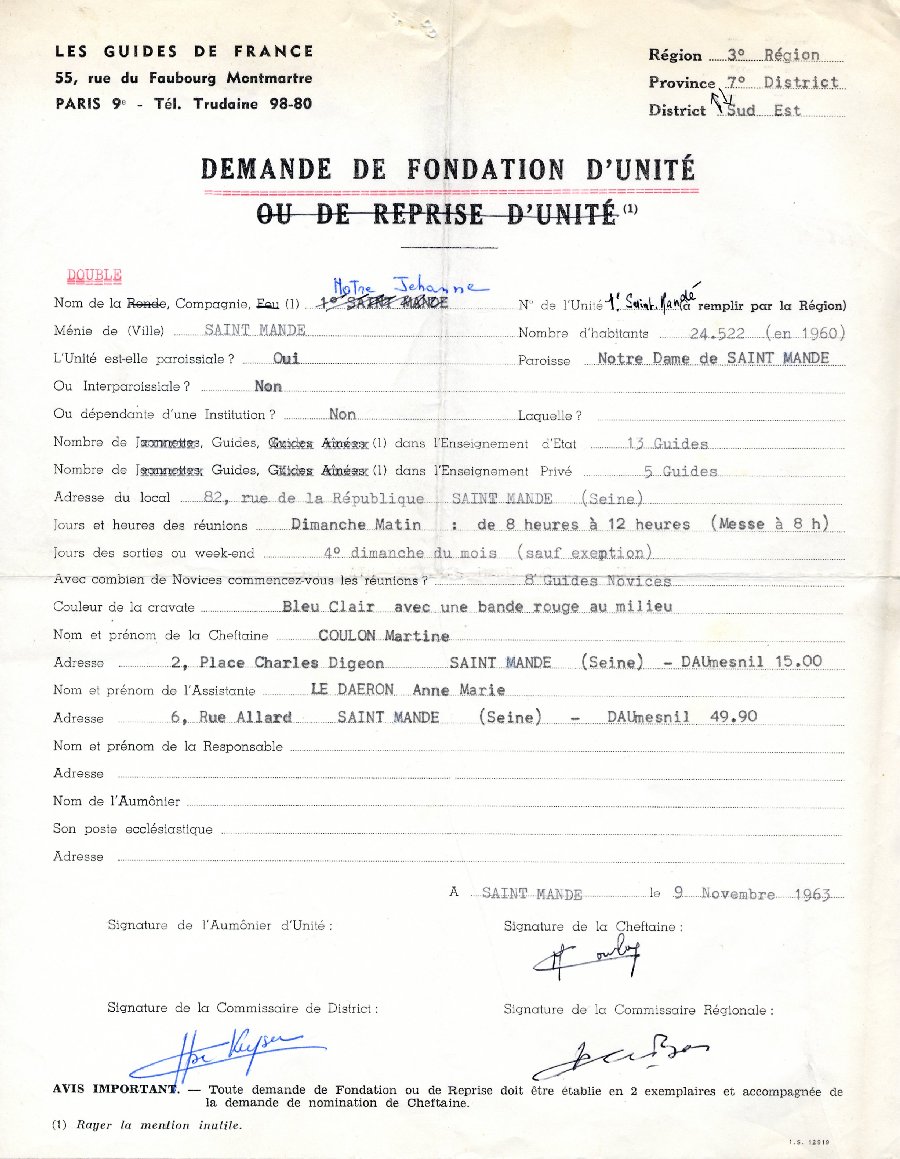 LES GUIDES DE FRANCE
55, rue du Faubourg Montmartre
PARIS 9e - Tél. Trudaine 98-80
Région 3º Région
Province 7º District
District Sud Est
DEMANDE DE FONDATION D'UNITÉ
OU DE REPRISE D'UNITÉ (1)
DOUBLE
Notre Jehanne
Nom de la Ronde, Compagnie, Feu (1) 1º SAINT MANDE N° de l'Unité 1º Saint Mandé (à remplir par la Région)
Ménie de (Ville) SAINT MANDE Nombre d'habitants 24.522 (en 1960)
L'Unité est-elle paroissiale ? Oui Paroisse Notre Dame de SAINT MANDE
Ou Interparoissiale ? Non
Ou dépendante d'une Institution ? Non Laquelle ?
Nombre de Jeannettes, Guides, Guides Aînées (1) dans l'Enseignement d'Etat 13 Guides
Nombre de Jeannettes, Guides, Guides Aînées (1) dans l'Enseignement Privé 5 Guides
Adresse du local 82, rue de la République SAINT MANDE (Seine)
Jours et heures des réunions Dimanche Matin : de 8 heures à 12 heures (Messe à 8 h)
Jours des sorties ou week-end 4º dimanche du mois (sauf exeption)
Avec combien de Novices commencez-vous les réunions ? 8 Guides Novices
Couleur de la cravate Bleu Clair avec une bande rouge au milieu
Nom et prénom de la Cheftaine COULON Martine
Adresse 2, Place Charles Digeon SAINT MANDE (Seine) - DAUmesnil 15.00
Nom et prénom de l'Assistante LE DAERON Anne Marie
Adresse 6, Rue Allard SAINT MANDE (Seine) - DAUmesnil 49.90
Nom et prénom de la Responsable
Adresse
Nom de l'Aumônier
Son poste ecclésiastique
Adresse
A SAINT MANDE le 9 Novembre 1963
Signature de l'Aumônier d'Unité : Signature de la Cheftaine :
Signature de la Commissaire de District : Signature de la Commissaire Régionale :
AVIS IMPORTANT. — Toute demande de Fondation ou de Reprise doit être établie en 2 exemplaires et accompagnée de
la demande de nomination de Cheftaine.
(1) Rayer la mention inutile.
I.S. 12919